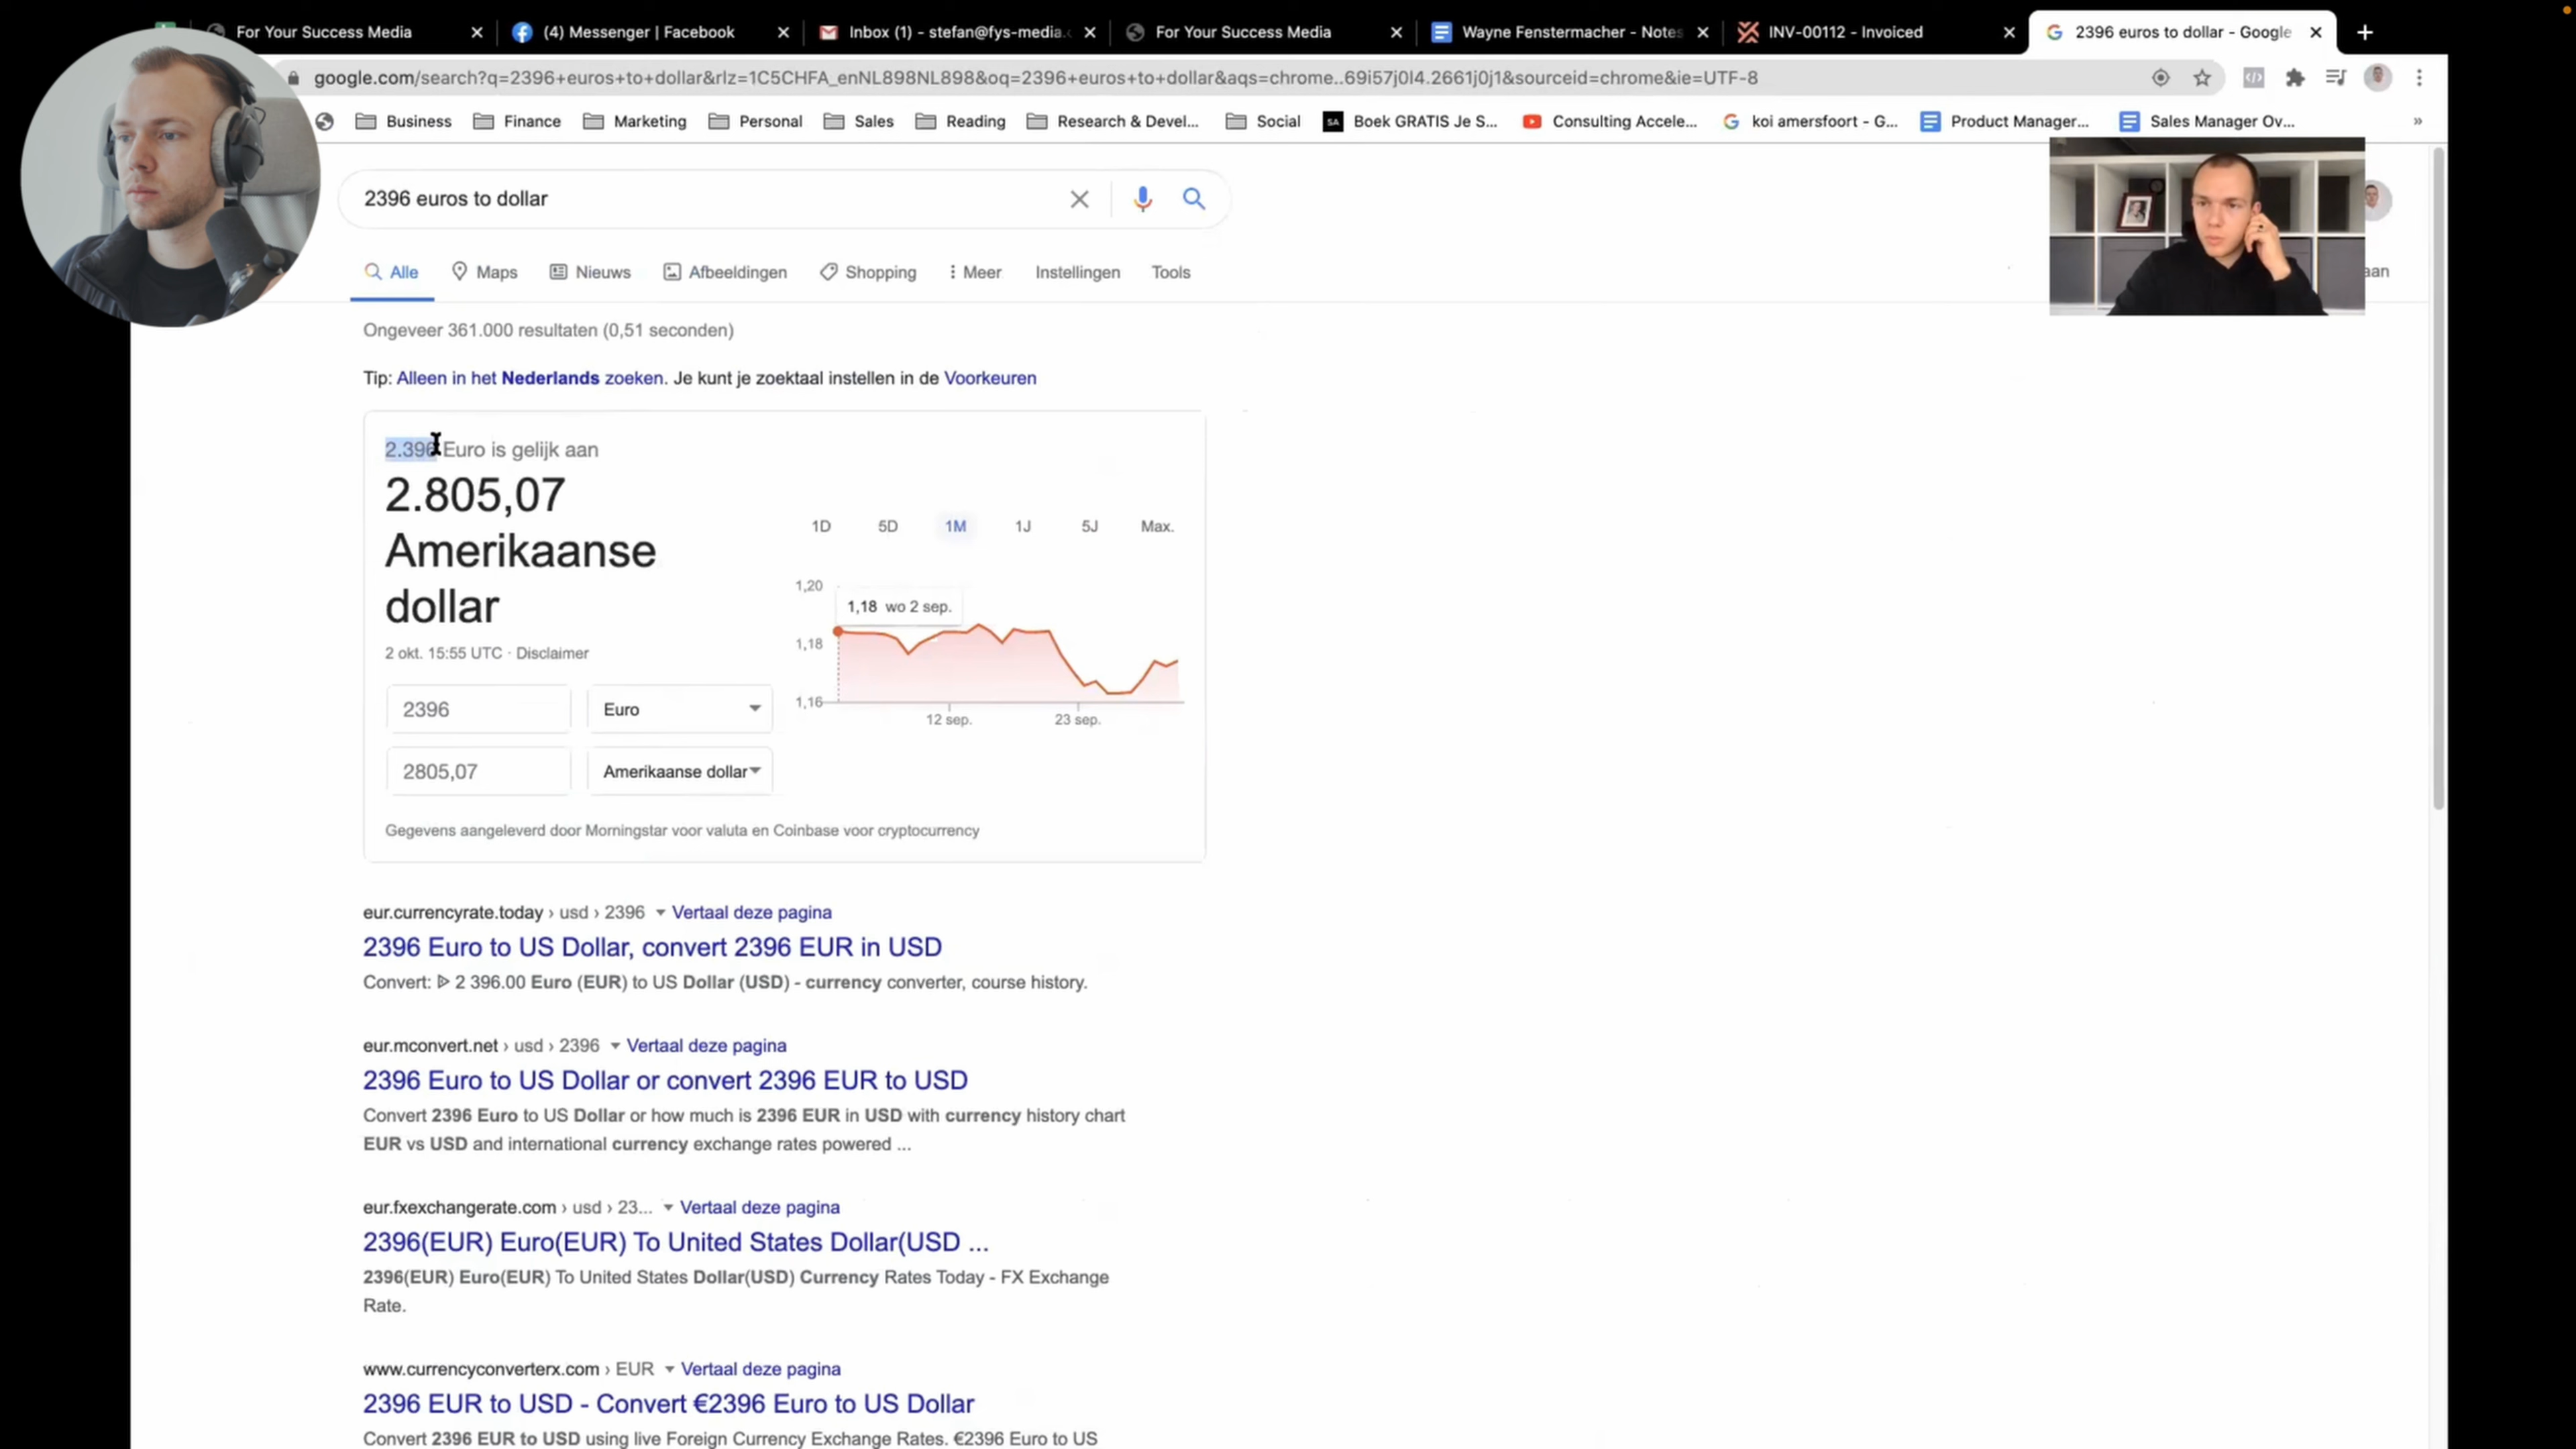 For Your Success Media
(4) Messenger | Facebook
Inbox (1) - stefan@fys-media.c
For Your Success Media
Wayne Fenstermacher - Notes
INV-00112 - Invoiced
2396 euros to dollar - Google
google.com/search?q=2396+euros+to+dollar&rlz=1C5CHFA_enNL898NL898&oq=2396+euros+to+dollar&aqs=chrome..69i57j0l4.2661j0j1&sourceid=chrome&ie=UTF-8
Business Finance Marketing Personal Sales Reading Research & Devel... Social SA Boek GRATIS Je S... Consulting Accele... koi amersfoort - G... Product Manager... Sales Manager Ov... »
2396 euros to dollar
Alle Maps Nieuws Afbeeldingen Shopping Meer Instellingen Tools
aan
Ongeveer 361.000 resultaten (0,51 seconden)
Tip: Alleen in het Nederlands zoeken. Je kunt je zoektaal instellen in de Voorkeuren
2.396 Euro is gelijk aan
2.805,07
Amerikaanse
dollar
2 okt. 15:55 UTC · Disclaimer
2396 Euro
2805,07 Amerikaanse dollar
1D 5D 1M 1J 5J Max.
1,20
1,18 wo 2 sep.
1,18
1,16
12 sep. 23 sep.
Gegevens aangeleverd door Morningstar voor valuta en Coinbase voor cryptocurrency
eur.currencyrate.today › usd › 2396 Vertaal deze pagina
2396 Euro to US Dollar, convert 2396 EUR in USD
Convert: ᐉ 2 396.00 Euro (EUR) to US Dollar (USD) - currency converter, course history.
eur.mconvert.net › usd › 2396 Vertaal deze pagina
2396 Euro to US Dollar or convert 2396 EUR to USD
Convert 2396 Euro to US Dollar or how much is 2396 EUR in USD with currency history chart
EUR vs USD and international currency exchange rates powered ...
eur.fxexchangerate.com › usd › 23... Vertaal deze pagina
2396(EUR) Euro(EUR) To United States Dollar(USD ...
2396(EUR) Euro(EUR) To United States Dollar(USD) Currency Rates Today - FX Exchange
Rate.
www.currencyconverterx.com › EUR Vertaal deze pagina
2396 EUR to USD - Convert €2396 Euro to US Dollar
Convert 2396 EUR to USD using live Foreign Currency Exchange Rates. €2396 Euro to US